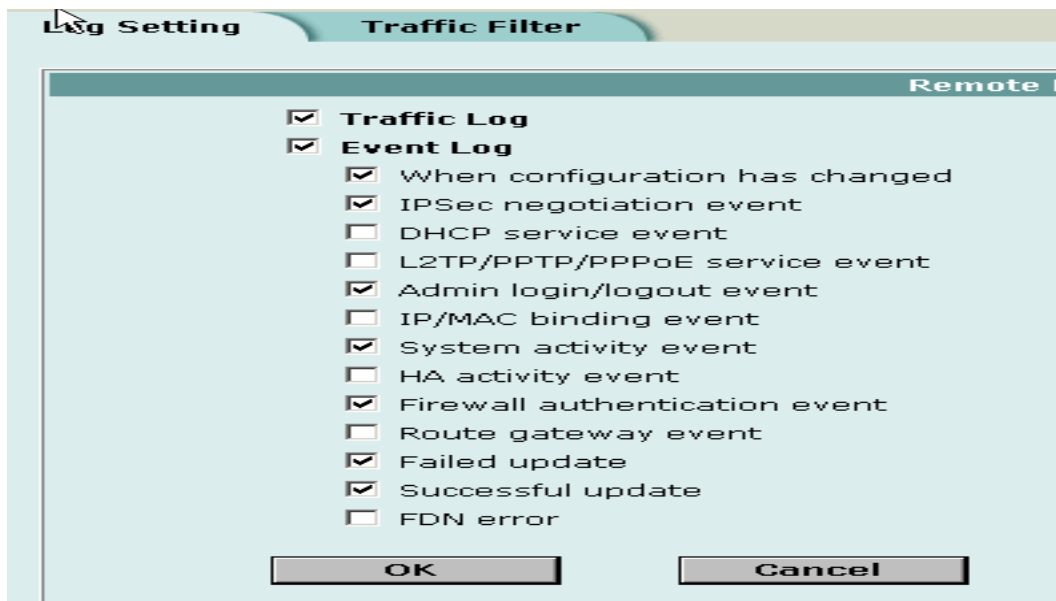 Log Setting Traffic Filter
Remote
Traffic Log
Event Log
When configuration has changed
IPSec negotiation event
DHCP service event
L2TP/PPTP/PPPoE service event
Admin login/logout event
IP/MAC binding event
System activity event
HA activity event
Firewall authentication event
Route gateway event
Failed update
Successful update
FDN error
OK Cancel